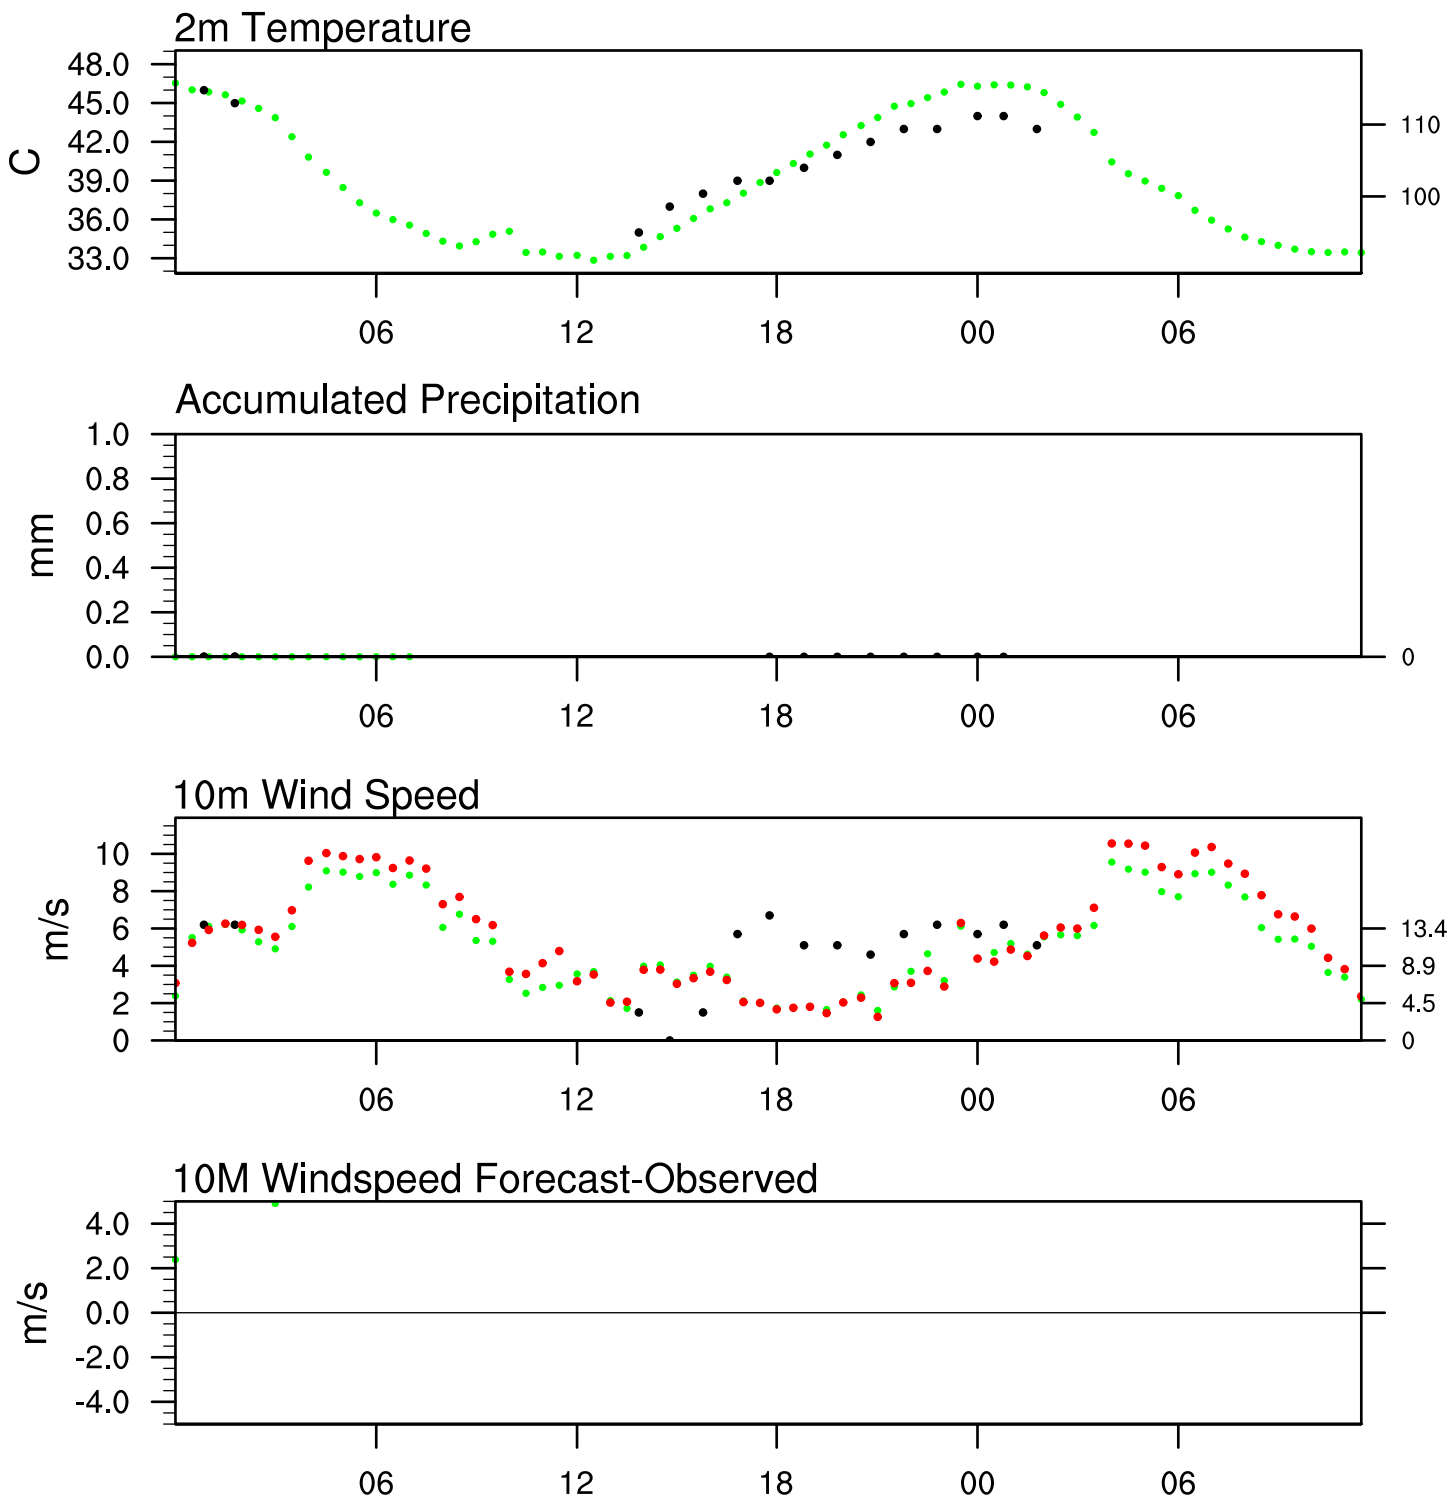 2m Temperature
48.0
45.0
42.0
39.0
36.0
33.0
C
110
100
06 12 18 00 06
Accumulated Precipitation
1.0
0.8
0.6
0.4
0.2
0.0
mm
0
06 12 18 00 06
10m Wind Speed
10
8
6
4
2
0
m/s
13.4
8.9
4.5
0
06 12 18 00 06
10M Windspeed Forecast-Observed
4.0
2.0
0.0
-2.0
-4.0
m/s
06 12 18 00 06